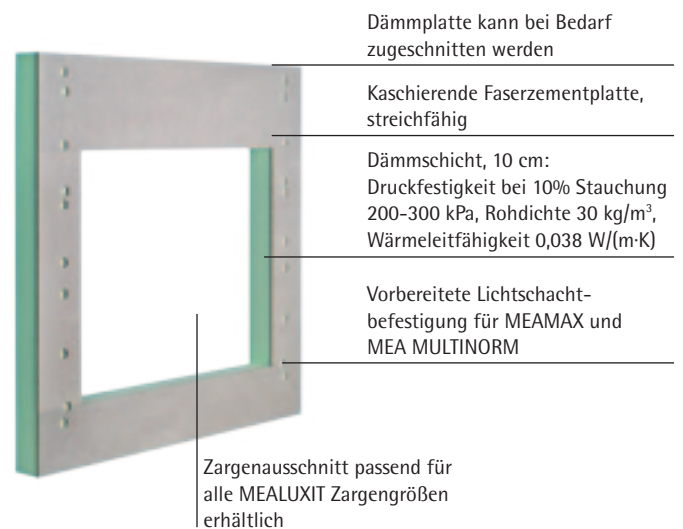 Dämmplatte kann bei Bedarf
zugeschnitten werden
Kaschierende Faserzementplatte,
streichfähig
Dämmschicht, 10 cm:
Druckfestigkeit bei 10% Stauchung
200-300 kPa, Rohdichte 30 kg/m³,
Wärmeleitfähigkeit 0,038 W/(m·K)
Vorbereitete Lichtschacht-
befestigung für MEAMAX und
MEA MULTINORM
Zargenausschnitt passend für
alle MEALUXIT Zargengrößen
erhältlich